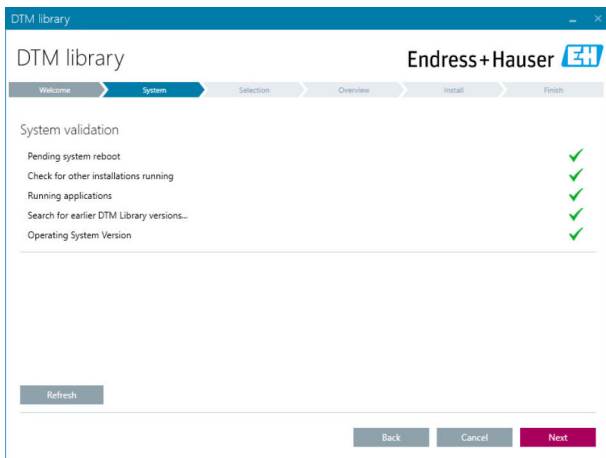 DTM library
DTM library
Endress+Hauser EH
Welcome System Selection Overview Install Finish
System validation
Pending system reboot
Check for other installations running
Running applications
Search for earlier DTM Library versions...
Operating System Version
Refresh
Back Cancel Next